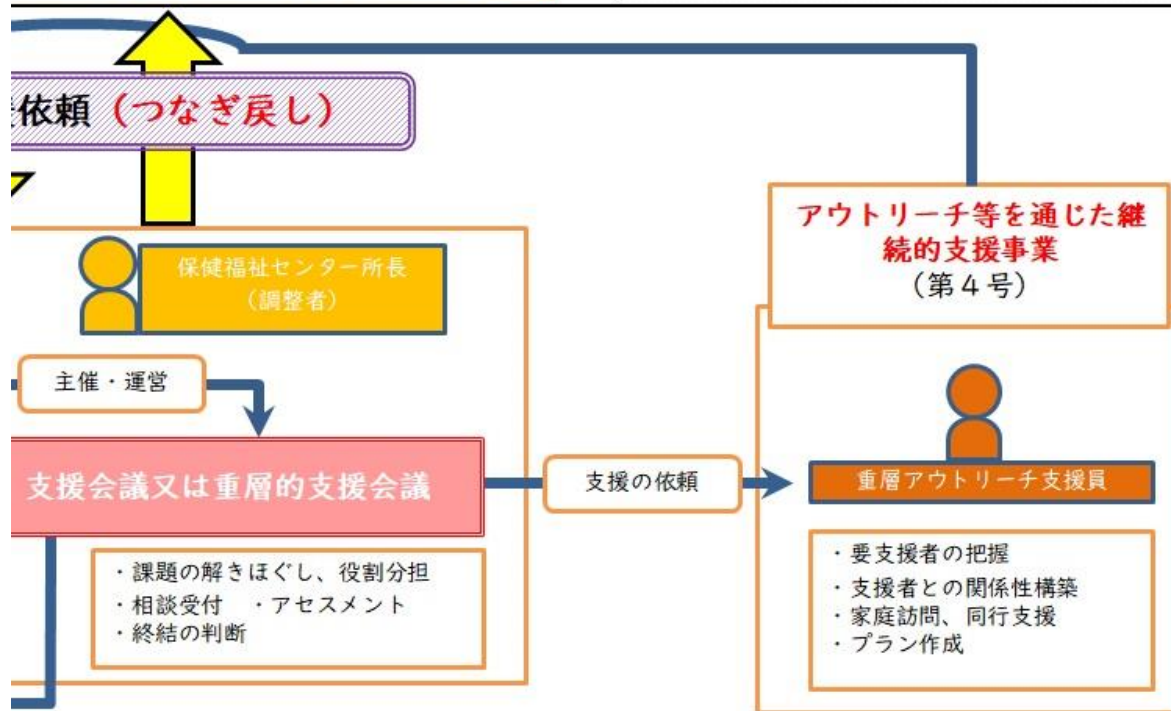 依頼（つなぎ戻し）
保健福祉センター所長
（調整者）
主催・運営
支援会議又は重層的支援会議
・課題の解きほぐし、役割分担
・相談受付　・アセスメント
・終結の判断
支援の依頼
アウトリーチ等を通じた継
続的支援事業
（第４号）
重層アウトリーチ支援員
・要支援者の把握
・支援者との関係性構築
・家庭訪問、同行支援
・プラン作成